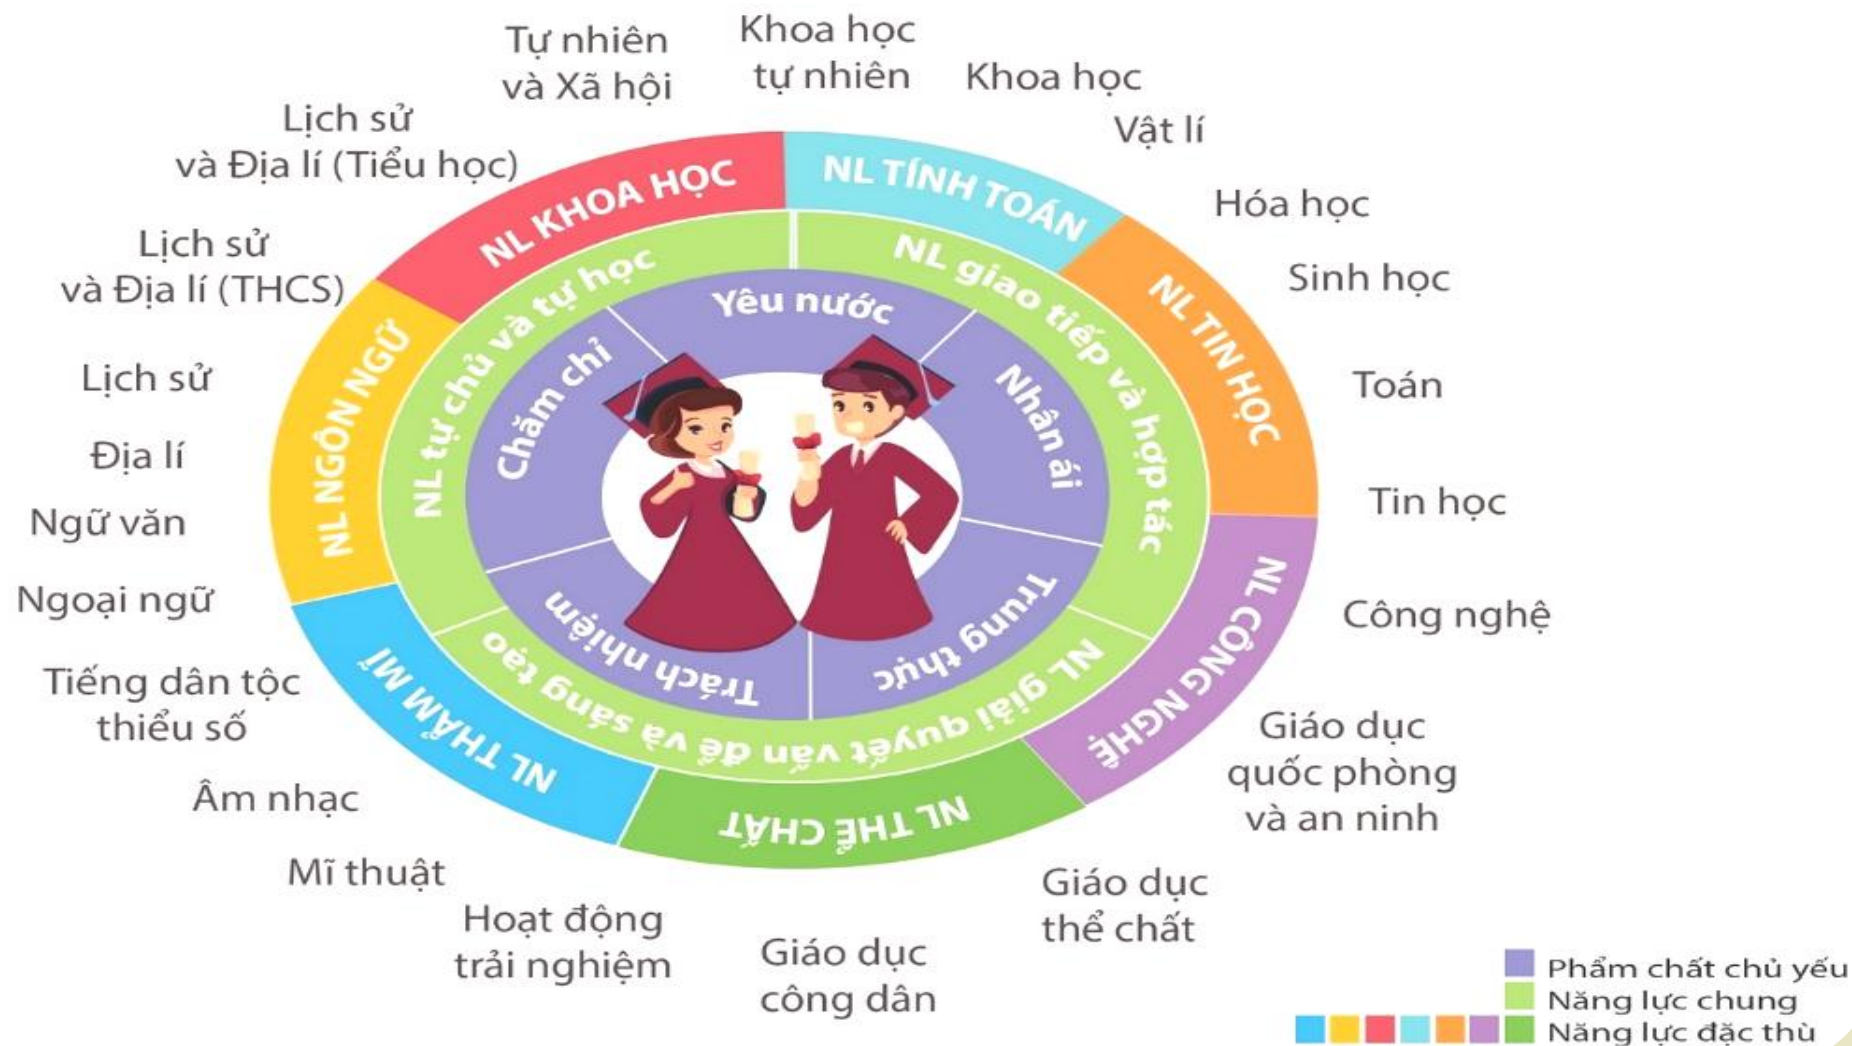 Tự nhiên
và Xã hội
Khoa học
tự nhiên
Khoa học
Vật lí
Hóa học
Sinh học
Toán
Tin học
Công nghệ
Giáo dục
quốc phòng
và an ninh
Giáo dục
thể chất
Giáo dục
công dân
Hoạt động
trải nghiệm
Mĩ thuật
Âm nhạc
Tiếng dân tộc
thiểu số
Ngoại ngữ
Ngữ văn
Địa lí
Lịch sử
Lịch sử
và Địa lí (THCS)
Lịch sử
và Địa lí (Tiểu học)
NL KHOA HỌC
NL TÍNH TOÁN
NL TIN HỌC
NL CÔNG NGHỆ
NL THỂ CHẤT
NL THẨM MĨ
NL NGÔN NGỮ
NL tự chủ và tự học
NL giao tiếp và hợp tác
NL giải quyết vấn đề và sáng tạo
Yêu nước
Nhân ái
Trung thực
Trách nhiệm
Chăm chỉ
Phẩm chất chủ yếu
Năng lực chung
Năng lực đặc thù